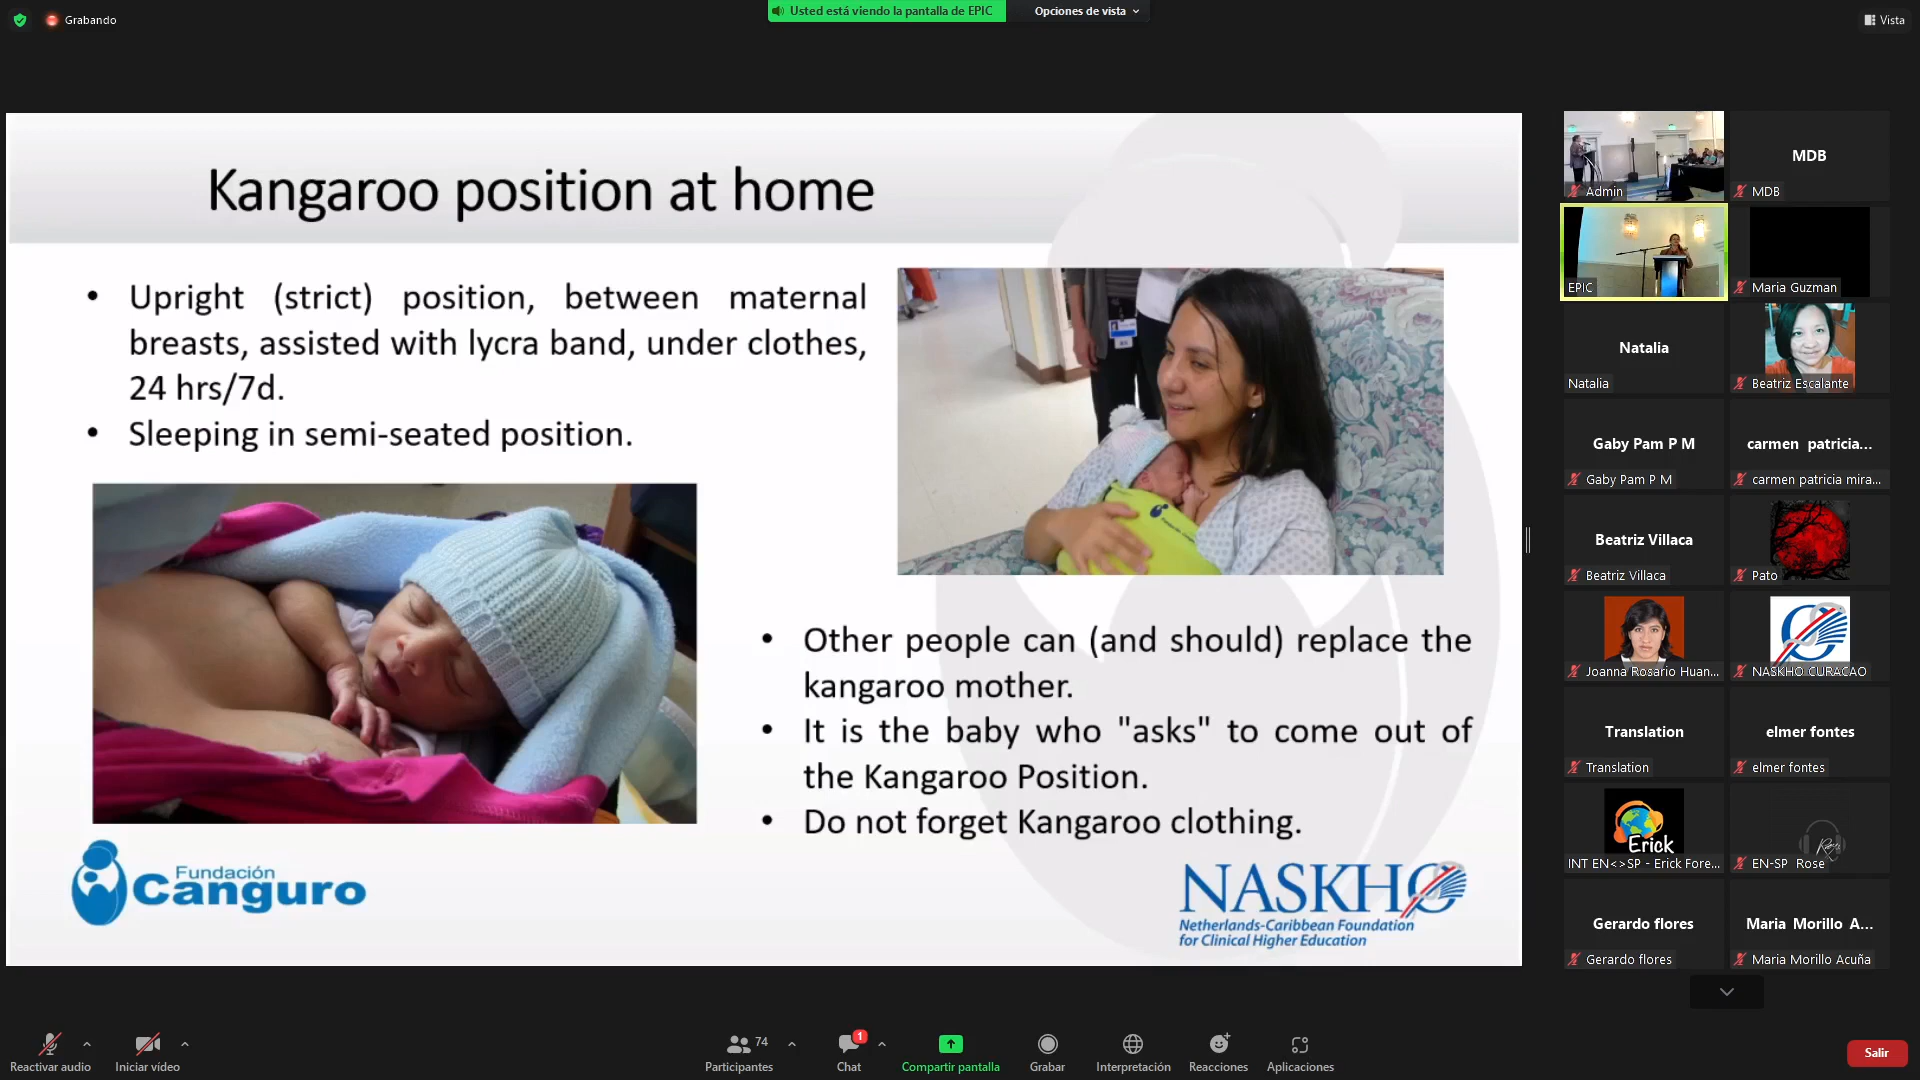 Grabando
Usted está viendo la pantalla de EPIC
Opciones de vista
Vista
Kangaroo position at home
• Upright (strict) position, between maternal
breasts, assisted with lycra band, under clothes,
24 hrs/7d.
• Sleeping in semi-seated position.
• Other people can (and should) replace the
kangaroo mother.
• It is the baby who "asks" to come out of
the Kangaroo Position.
• Do not forget Kangaroo clothing.
Fundación
Canguro
NASKHO
Netherlands-Caribbean Foundation
for Clinical Higher Education
Admin
MDB
MDB
EPIC
Maria Guzman
Natalia
Natalia
Beatriz Escalante
Gaby Pam P M
Gaby Pam P M
carmen patricia...
carmen patricia mira...
Beatriz Villaca
Beatriz Villaca
Pato
Joanna Rosario Huan...
NASKHO CURACAO
Translation
Translation
elmer fontes
elmer fontes
Erick
INT EN<>SP - Erick Fore...
EN-SP Rose
Gerardo flores
Gerardo flores
Maria Morillo A...
Maria Morillo Acuña
Reactivar audio
Iniciar vídeo
74
Participantes
1
Chat
Compartir pantalla
Grabar
Interpretación
Reacciones
Aplicaciones
Salir